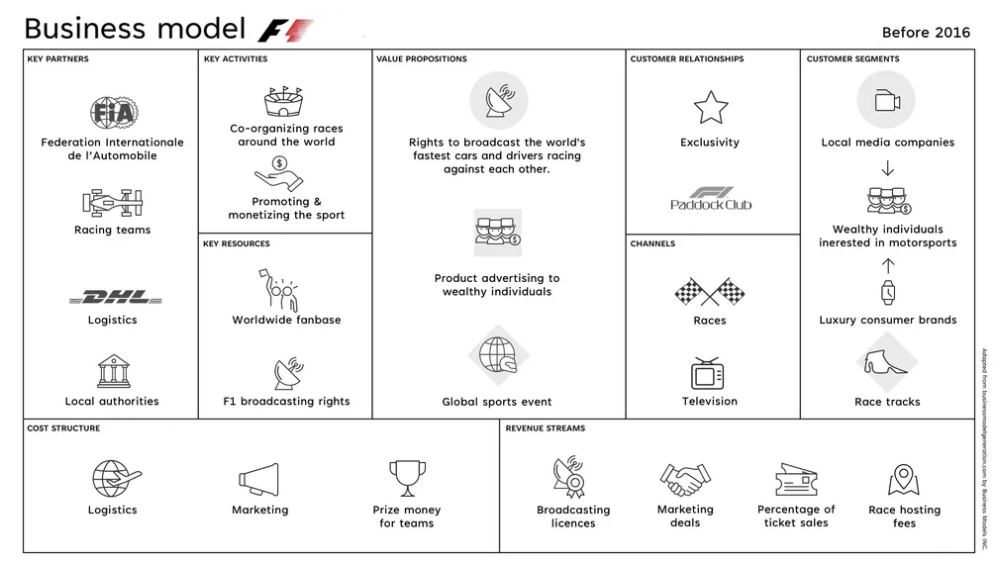 Business model F1
Before 2016
KEY PARTNERS
FiA
Federation Internationale
de l'Automobile
Racing teams
DHL
Logistics
Local authorities
KEY ACTIVITIES
Co-organizing races
around the world
$
Promoting &
monetizing the sport
KEY RESOURCES
Worldwide fanbase
F1 broadcasting rights
VALUE PROPOSITIONS
Rights to broadcast the world's
fastest cars and drivers racing
against each other.
$
Product advertising to
wealthy individuals
Global sports event
CUSTOMER RELATIONSHIPS
Exclusivity
F1
Paddock Club
CHANNELS
Races
Television
CUSTOMER SEGMENTS
Local media companies
$
Wealthy individuals
inerested in motorsports
Luxury consumer brands
Race tracks
COST STRUCTURE
Logistics
Marketing
Prize money
for teams
REVENUE STREAMS
Broadcasting
licences
Marketing
deals
Percentage of
ticket sales
Race hosting
fees
Adopted from businessmodelgeneration.com by Business Models INC.